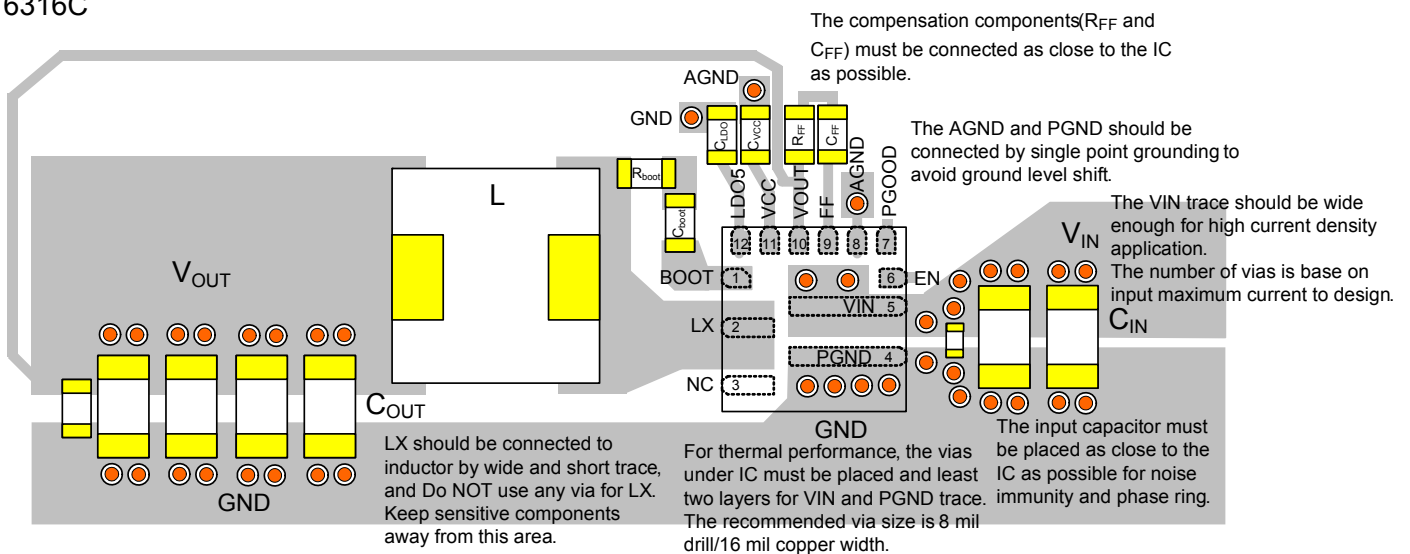 6316C
The compensation components(RFF and
CFF) must be connected as close to the IC
as possible.
AGND
GND
CLDO
CVCC
RFF
CFF
AGND
The AGND and PGND should be
connected by single point grounding to
avoid ground level shift.
Rboot
Cboot
LDO5
VCC
VOUT
FF
PGOOD
The VIN trace should be wide
enough for high current density
application.
The number of vias is base on
input maximum current to design.
L
VOUT
VIN
12
11
10
9
8
7
BOOT
1
6
EN
VIN
5
LX
2
CIN
PGND
4
NC
3
COUT
GND
LX should be connected to
inductor by wide and short trace,
and Do NOT use any via for LX.
Keep sensitive components
away from this area.
GND
For thermal performance, the vias
under IC must be placed and least
two layers for VIN and PGND trace.
The recommended via size is 8 mil
drill/16 mil copper width.
The input capacitor must
be placed as close to the
IC as possible for noise
immunity and phase ring.